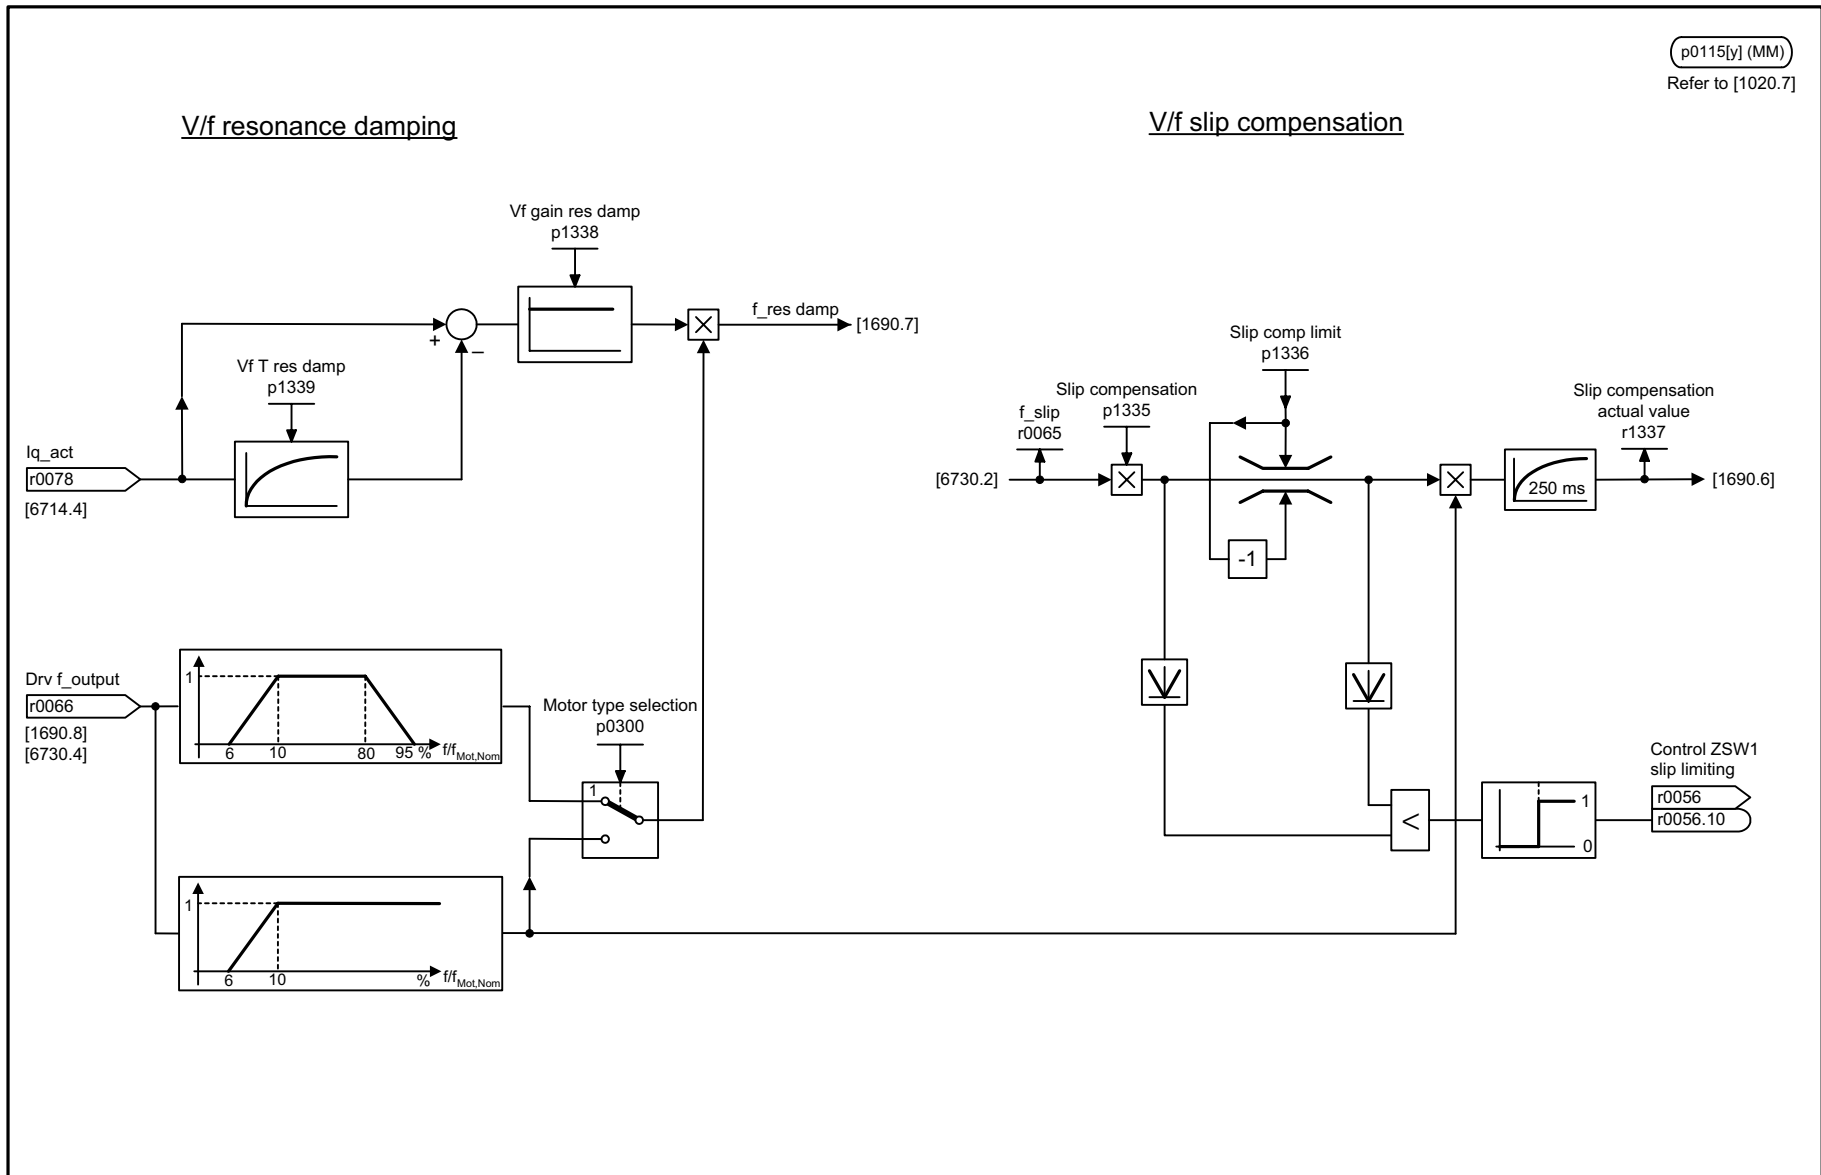 p0115[y] (MM)
Refer to [1020.7]
V/f resonance damping
V/f slip compensation
Vf gain res damp
p1338
f_res damp
[1690.7]
+
–
Vf T res damp
p1339
Iq_act
r0078
[6714.4]
Slip comp limit
p1336
Slip compensation
p1335
f_slip
r0065
[6730.2]
-1
Slip compensation
actual value
r1337
250 ms
[1690.6]
Drv f_output
r0066
[1690.8]
[6730.4]
1
6 10 80 95 % f/fMot,Nom
Motor type selection
p0300
1
Control ZSW1
slip limiting
r0056
r0056.10
<
1
0
1
6 10 % f/fMot,Nom